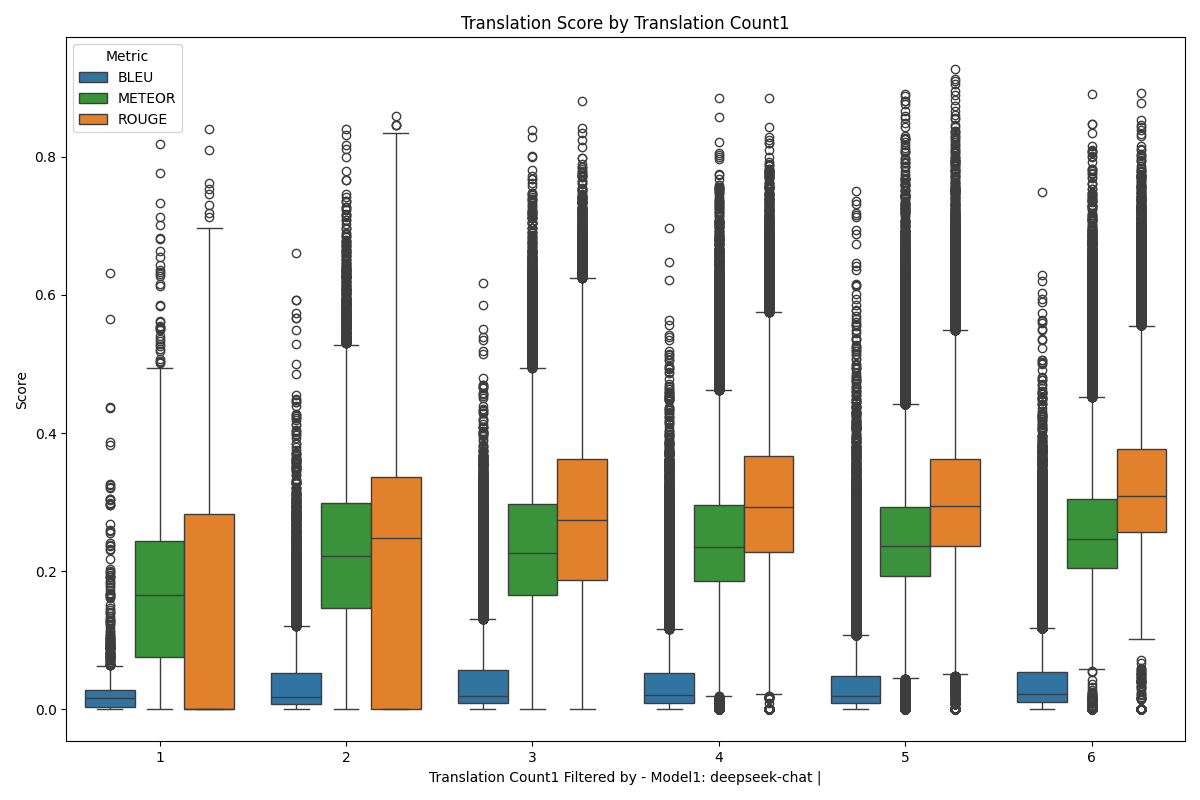 Translation Score by Translation Count1
Metric
BLEU
METEOR
ROUGE
Score
0.8
0.6
0.4
0.2
0.0
1 2 3 4 5 6
Translation Count1 Filtered by - Model1: deepseek-chat |